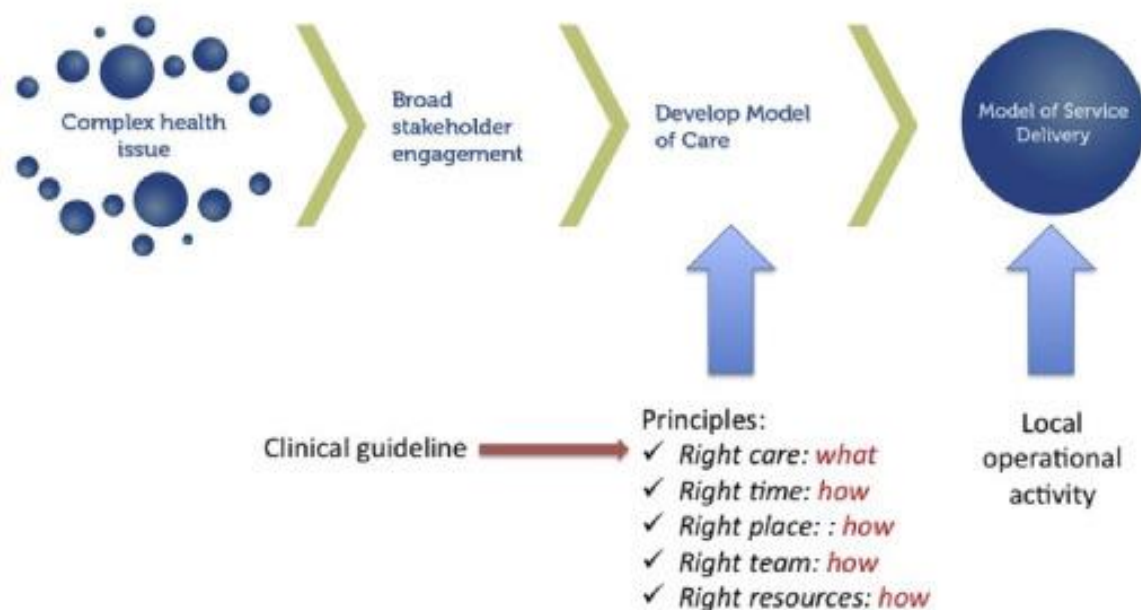 Complex health
issue
Broad
stakeholder
engagement
Develop Model
of Care
Model of Service
Delivery
Clinical guideline
Principles:
✓ Right care: what
✓ Right time: how
✓ Right place: : how
✓ Right team: how
✓ Right resources: how
Local
operational
activity